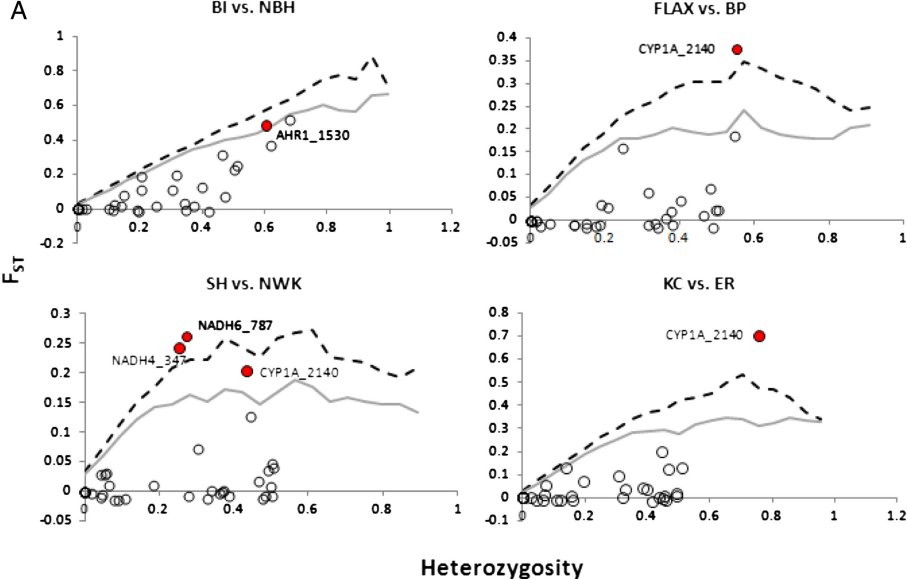 A
BI vs. NBH
1
0.8
0.6
0.4
0.2
0
-0.2
0 0.2 0.4 0.6 0.8 1 1.2
AHR1_1530
FLAX vs. BP
0.4
0.35
0.3
0.25
0.2
0.15
0.1
0.05
0
-0.05
0 0.2 0.4 0.6 0.8 1
CYP1A_2140
FST
SH vs. NWK
0.3
0.25
0.2
0.15
0.1
0.05
0
-0.05
0 0.2 0.4 0.6 0.8 1
NADH6_787
NADH4_347
CYP1A_2140
KC vs. ER
0.8
0.7
0.6
0.5
0.4
0.3
0.2
0.1
0
-0.1
0 0.2 0.4 0.6 0.8 1 1.2
CYP1A_2140
Heterozygosity